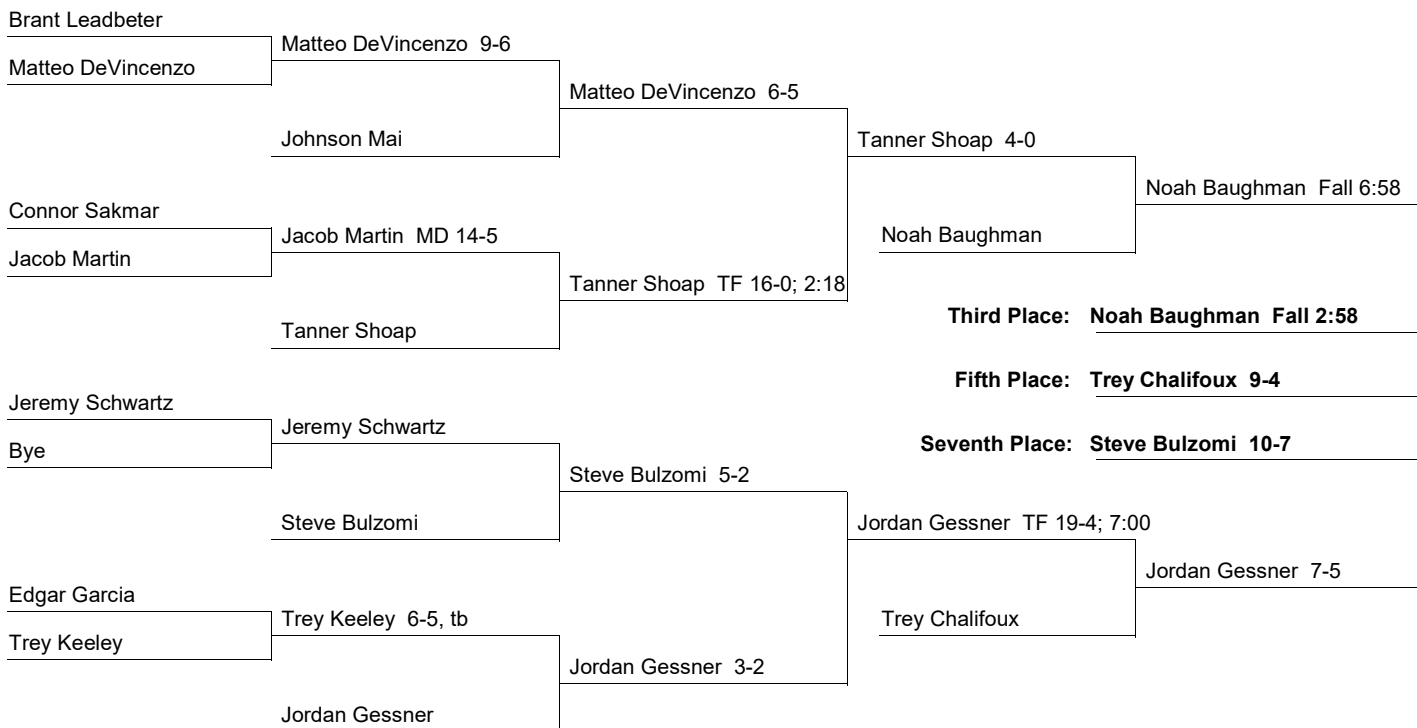 Brant Leadbeter
Matteo DeVincenzo 9-6
Matteo DeVincenzo
Matteo DeVincenzo 6-5
Johnson Mai
Tanner Shoap 4-0
Noah Baughman Fall 6:58
Connor Sakmar
Jacob Martin MD 14-5
Noah Baughman
Jacob Martin
Tanner Shoap TF 16-0; 2:18
Third Place: Noah Baughman Fall 2:58
Tanner Shoap
Fifth Place: Trey Chalifoux 9-4
Jeremy Schwartz
Jeremy Schwartz
Seventh Place: Steve Bulzomi 10-7
Bye
Steve Bulzomi 5-2
Steve Bulzomi
Jordan Gessner TF 19-4; 7:00
Jordan Gessner 7-5
Edgar Garcia
Trey Keeley 6-5, tb
Trey Chalifoux
Trey Keeley
Jordan Gessner 3-2
Jordan Gessner